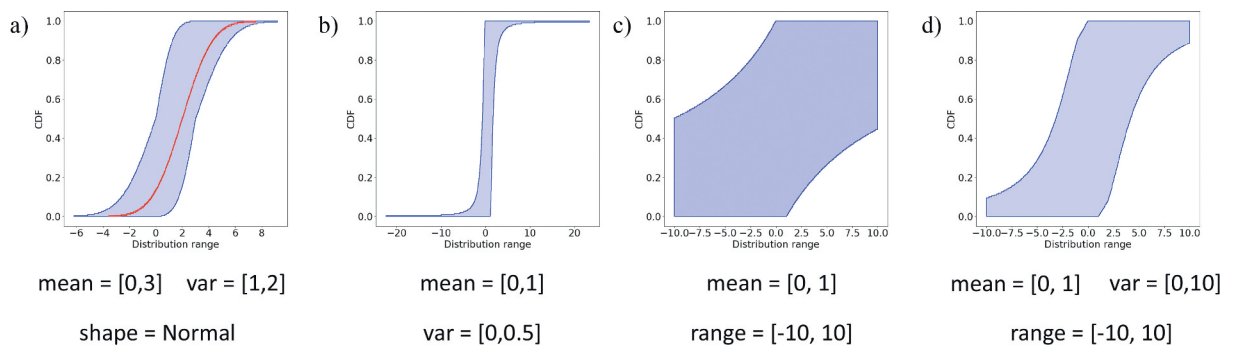 a)
1.0
0.8
0.6
0.4
0.2
0.0
CDF
−6 −4 −2 0 2 4 6 8
Distribution range
mean = [0,3] var = [1,2]
shape = Normal
b)
1.0
0.8
0.6
0.4
0.2
0.0
CDF
−20 −10 0 10 20
Distribution range
mean = [0,1]
var = [0,0.5]
c)
1.0
0.8
0.6
0.4
0.2
0.0
CDF
−10.0 −7.5 −5.0 −2.5 0.0 2.5 5.0 7.5 10.0
Distribution range
mean = [0, 1]
range = [-10, 10]
d)
1.0
0.8
0.6
0.4
0.2
0.0
CDF
−10.0 −7.5 −5.0 −2.5 0.0 2.5 5.0 7.5 10.0
Distribution range
mean = [0, 1] var = [0,10]
range = [-10, 10]